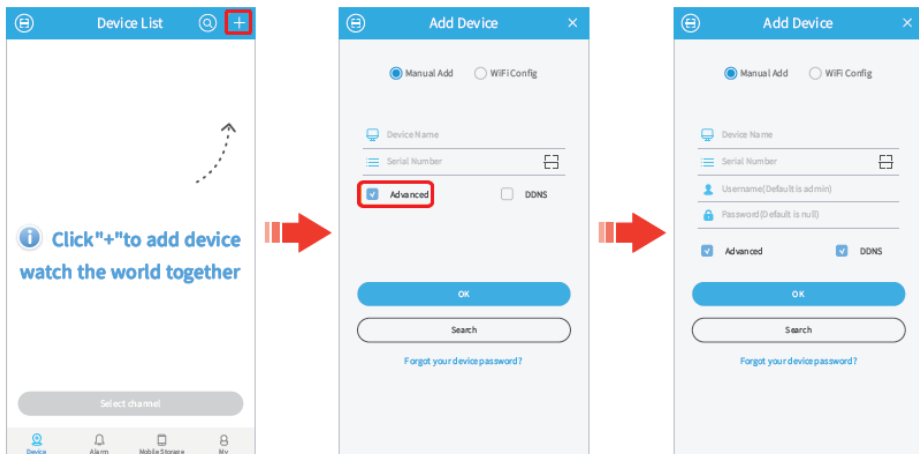 Device List
Click"+"to add device
watch the world together
Select channel
Device
Alarm
Mobile Storage
My
Add Device
Manual Add
WiFi Config
Device Name
Serial Number
Advanced
DDNS
OK
Search
Forgot your device password?
Add Device
Manual Add
WiFi Config
Device Name
Serial Number
Username(Default is admin)
Password(Default is null)
Advanced
DDNS
OK
Search
Forgot your device password?